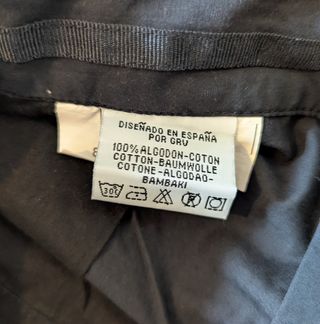 DISEÑADO EN ESPAÑA
POR GRV
100% ALGODON-COTON
COTTON-BAUMWOLLE
COTONE-ALGODAO-
BAMBAKI
30°